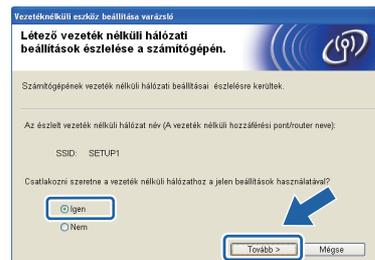 Vezetéknélküli eszköz beállítása varázsló
Létező vezeték nélküli hálózati
beállítások észlelése a számítógépén.
Számítógépének vezeték nélküli hálózati beállításai észlelésre kerültek.
Az észlelt vezeték nélküli hálózat név (A vezeték nélküli hozzáférési pont/router neve):
SSID: SETUP1
Csatlakozni szeretne a vezeték nélküli hálózathoz a jelen beállítások használatával?
Igen
Nem
Tovább > Mégse